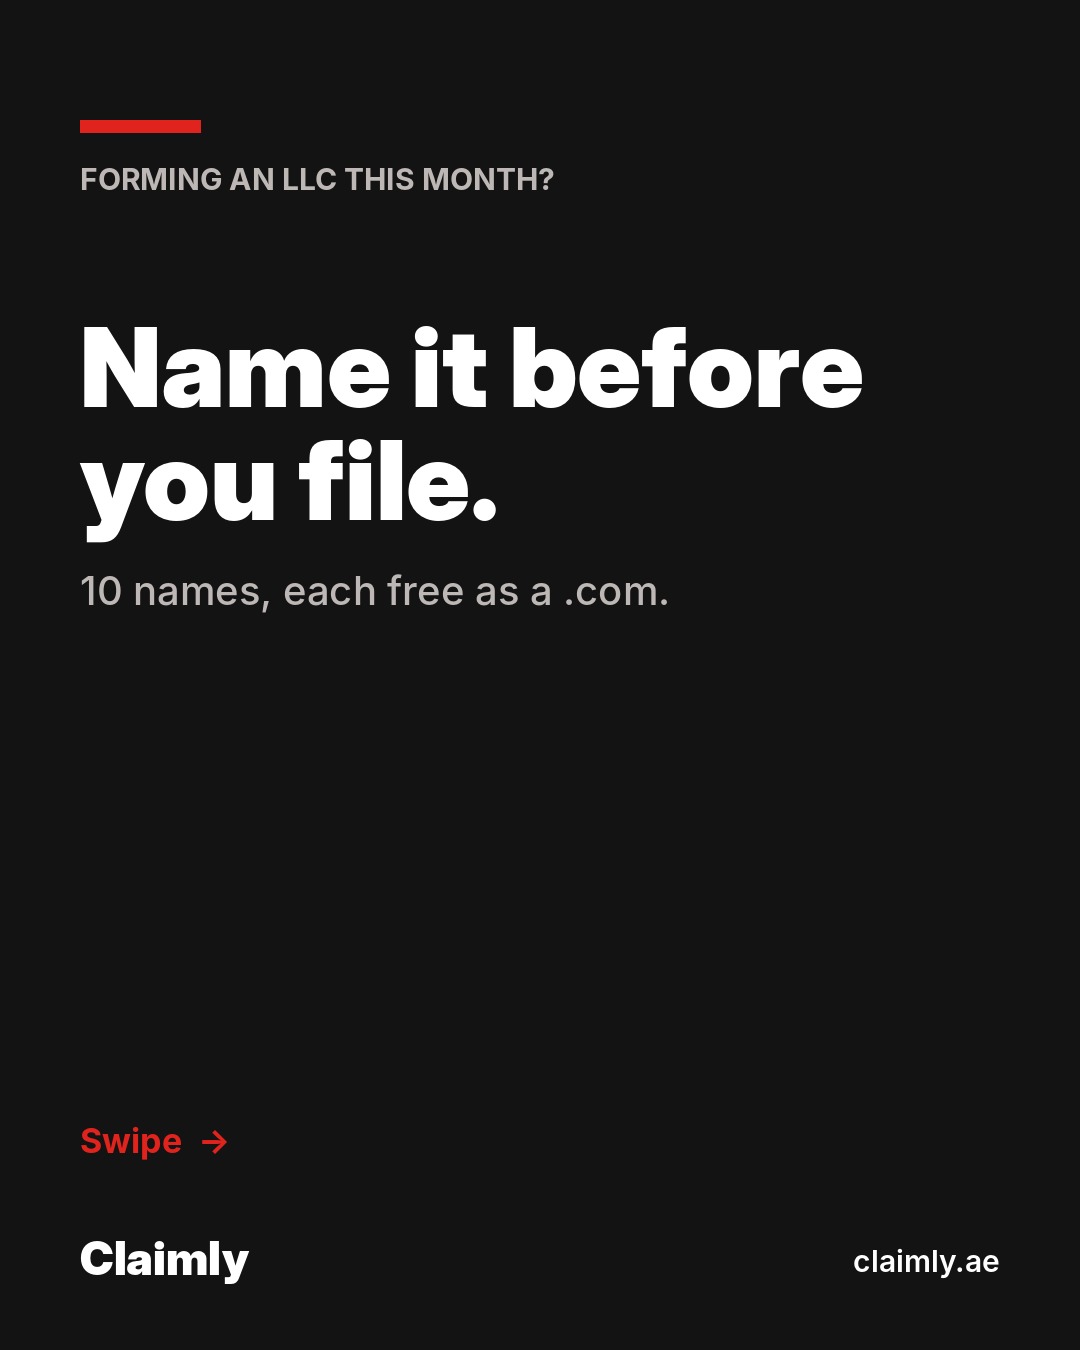 FORMING AN LLC THIS MONTH?
Name it before
you file.
10 names, each free as a .com.
Swipe →
Claimly
claimly.ae